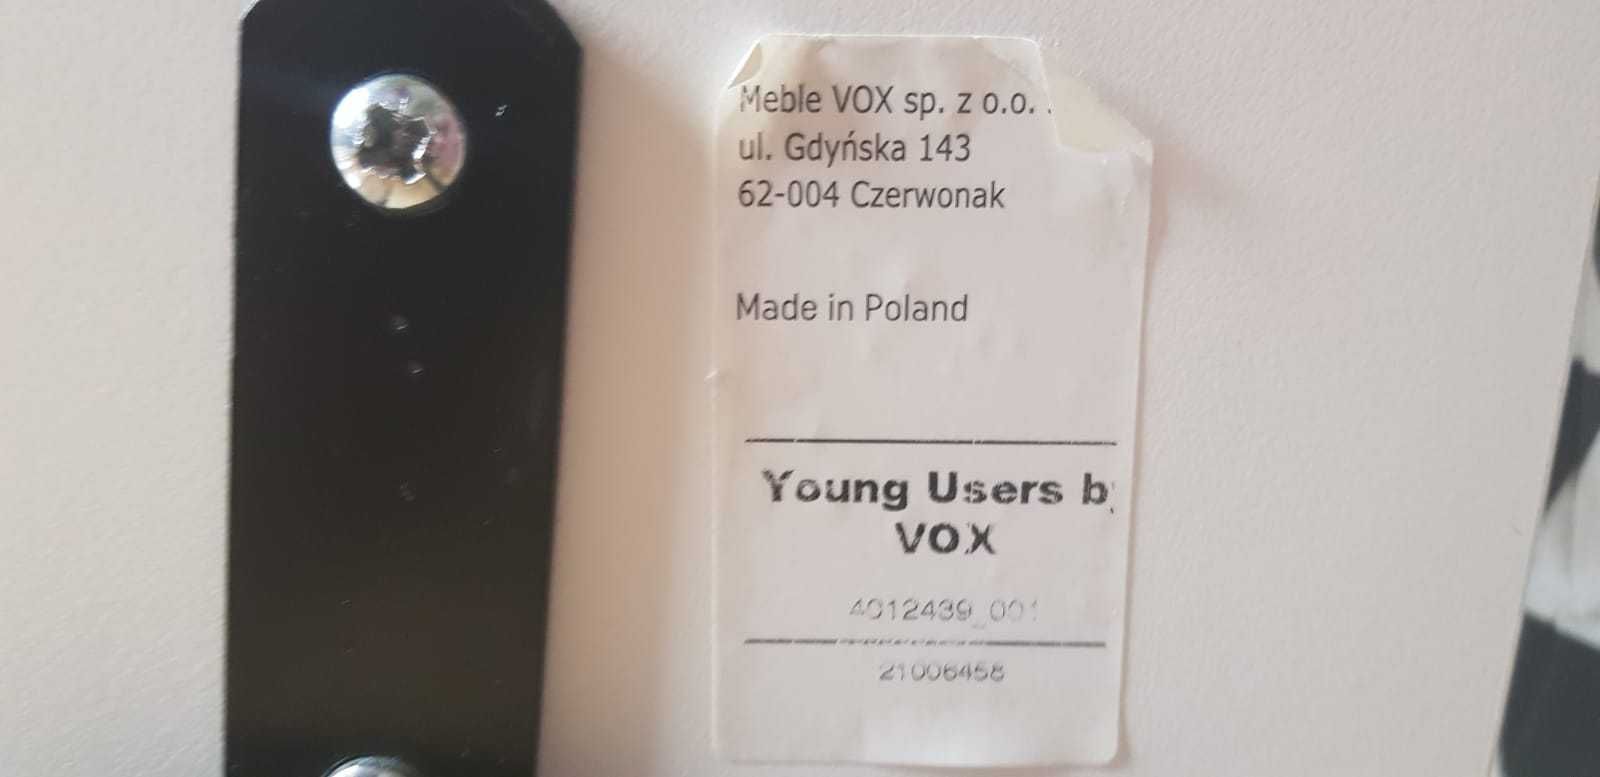 Meble VOX sp. z o.o.
ul. Gdyńska 143
62-004 Czerwonak
Made in Poland
Young Users by
VOX
4012439_001
21006458